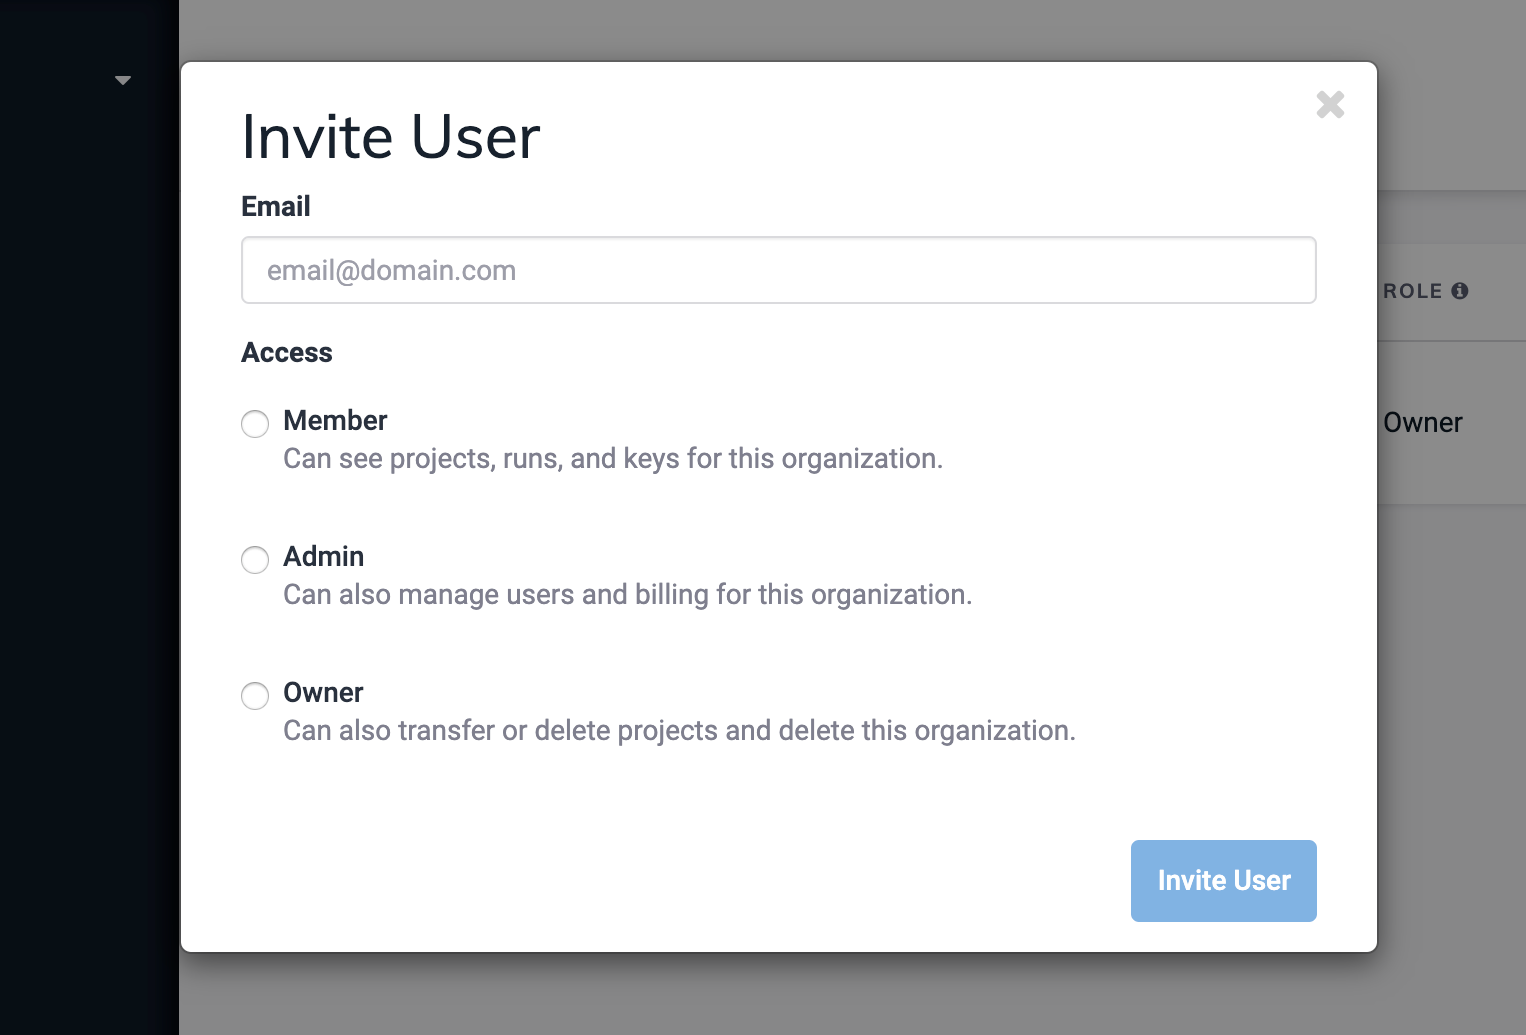 Invite User
Email
email@domain.com
Access
Member
Can see projects, runs, and keys for this organization.
Admin
Can also manage users and billing for this organization.
Owner
Can also transfer or delete projects and delete this organization.
Invite User
ROLE
Owner